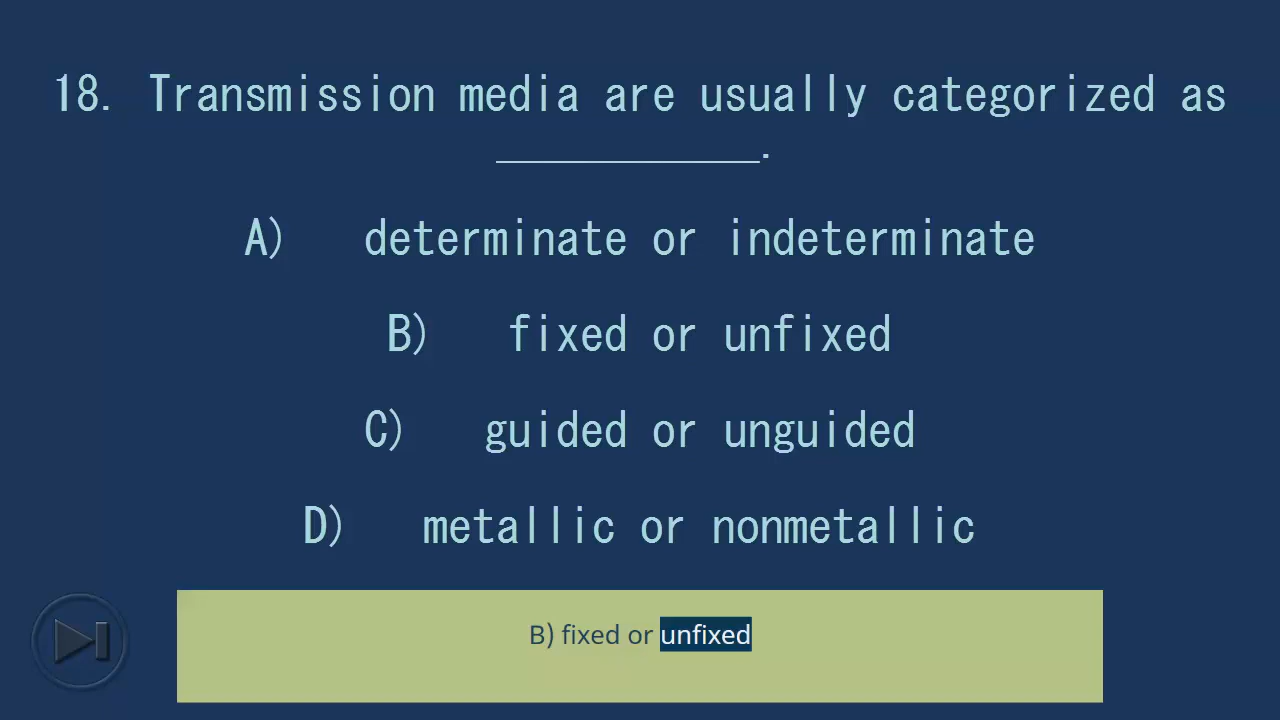 18. Transmission media are usually categorized as
___________.
A) determinate or indeterminate
B) fixed or unfixed
C) guided or unguided
D) metallic or nonmetallic
B) fixed or unfixed